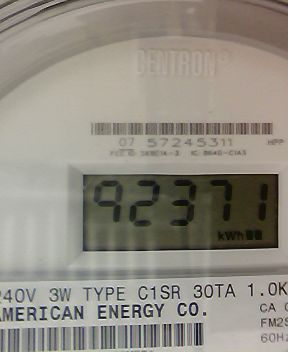 CENTRON®
07 57245311 HPP
92371
kWh
240V 3W TYPE C1SR 30TA 1.0K
AMERICAN ENERGY CO.
CA
FM2S
60Hz